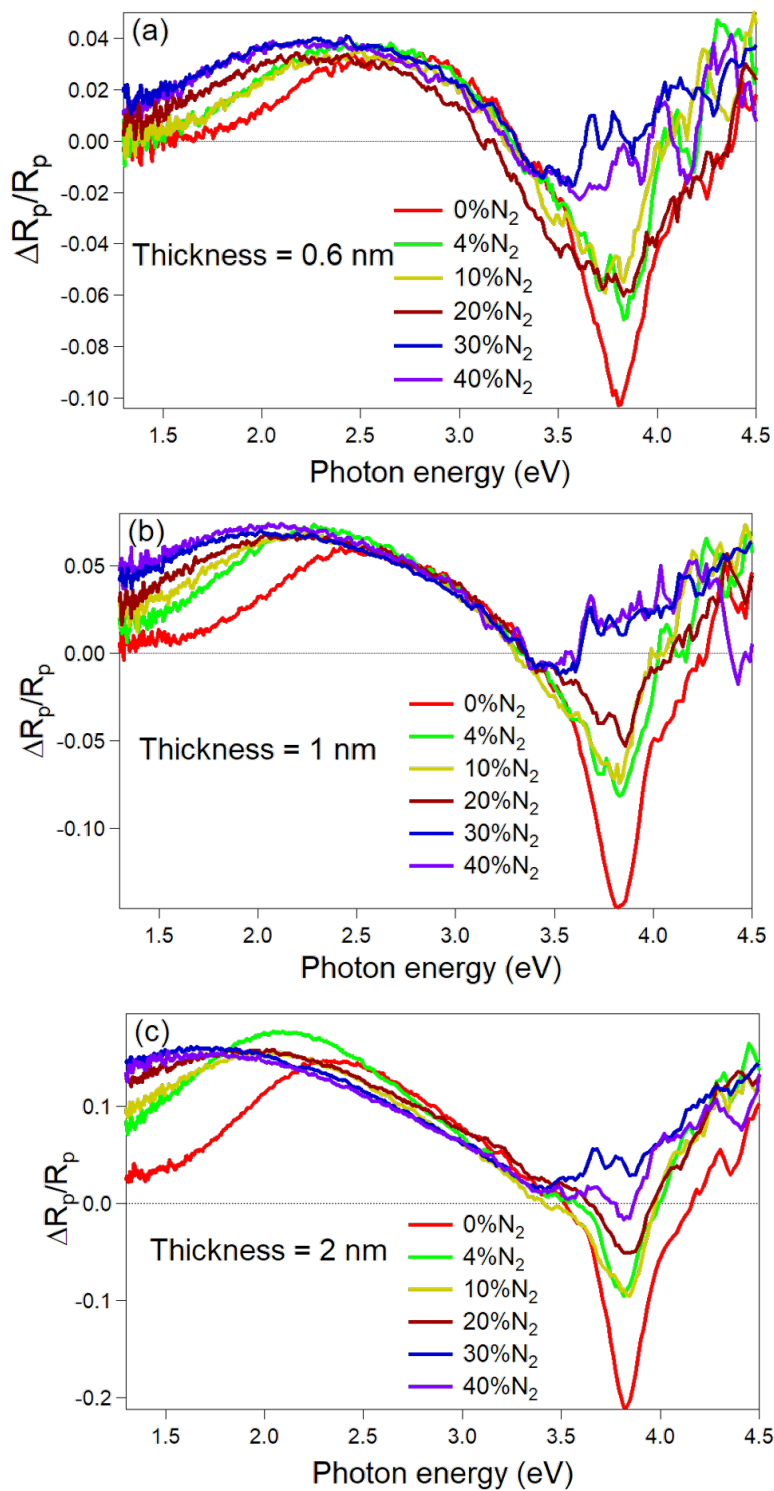 (a)
0.04
0.02
0.00
-0.02
-0.04
-0.06
-0.08
-0.10
ΔRp/Rp
Thickness = 0.6 nm
0%N2
4%N2
10%N2
20%N2
30%N2
40%N2
1.5 2.0 2.5 3.0 3.5 4.0 4.5
Photon energy (eV)
(b)
0.05
0.00
-0.05
-0.10
ΔRp/Rp
Thickness = 1 nm
0%N2
4%N2
10%N2
20%N2
30%N2
40%N2
1.5 2.0 2.5 3.0 3.5 4.0 4.5
Photon energy (eV)
(c)
0.1
0.0
-0.1
-0.2
ΔRp/Rp
Thickness = 2 nm
0%N2
4%N2
10%N2
20%N2
30%N2
40%N2
1.5 2.0 2.5 3.0 3.5 4.0 4.5
Photon energy (eV)